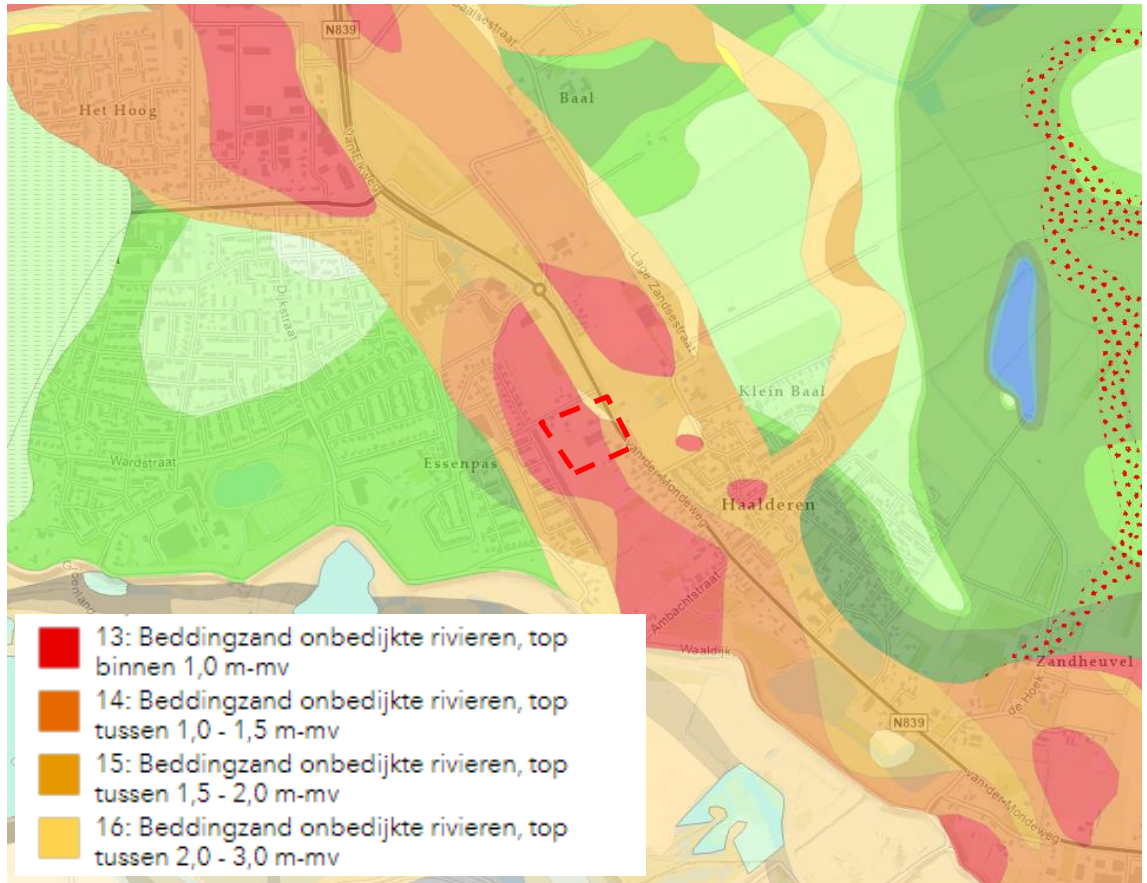 N839
Baalsestraat
Het Hoog
Baal
Van Elkweg
Lage Zandsestraat
Dijkstraat
Klein Baal
Wardstraat
Essenpas
van der Mondeweg
Haalderen
Ambachtstraat
Waaldijk
Zandheuvel
de Hoek
N839
van der Mondeweg
13: Beddingzand onbedijkte rivieren, top
binnen 1,0 m-mv
14: Beddingzand onbedijkte rivieren, top
tussen 1,0 - 1,5 m-mv
15: Beddingzand onbedijkte rivieren, top
tussen 1,5 - 2,0 m-mv
16: Beddingzand onbedijkte rivieren, top
tussen 2,0 - 3,0 m-mv